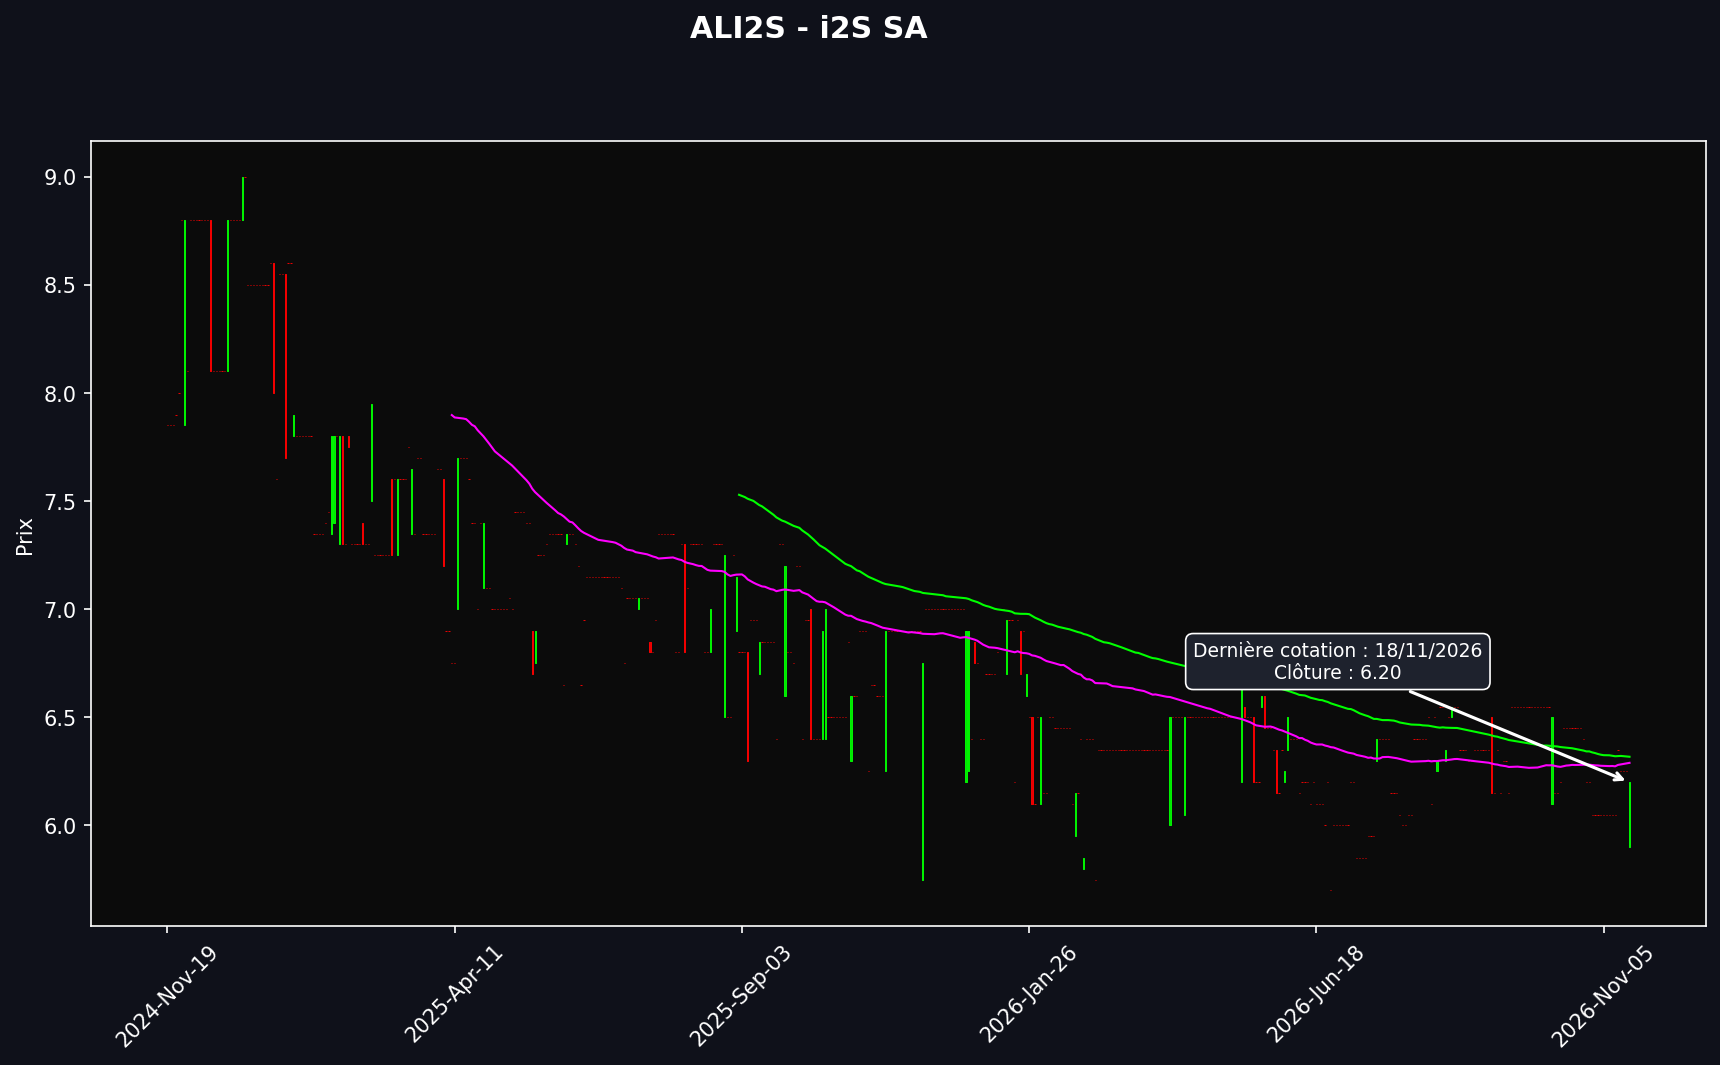 ALI2S - i2S SA
Prix
9.0
8.5
8.0
7.5
7.0
6.5
6.0
Dernière cotation : 18/11/2026
Clôture : 6.20
2024-Nov-19
2025-Apr-11
2025-Sep-03
2026-Jan-26
2026-Jun-18
2026-Nov-05